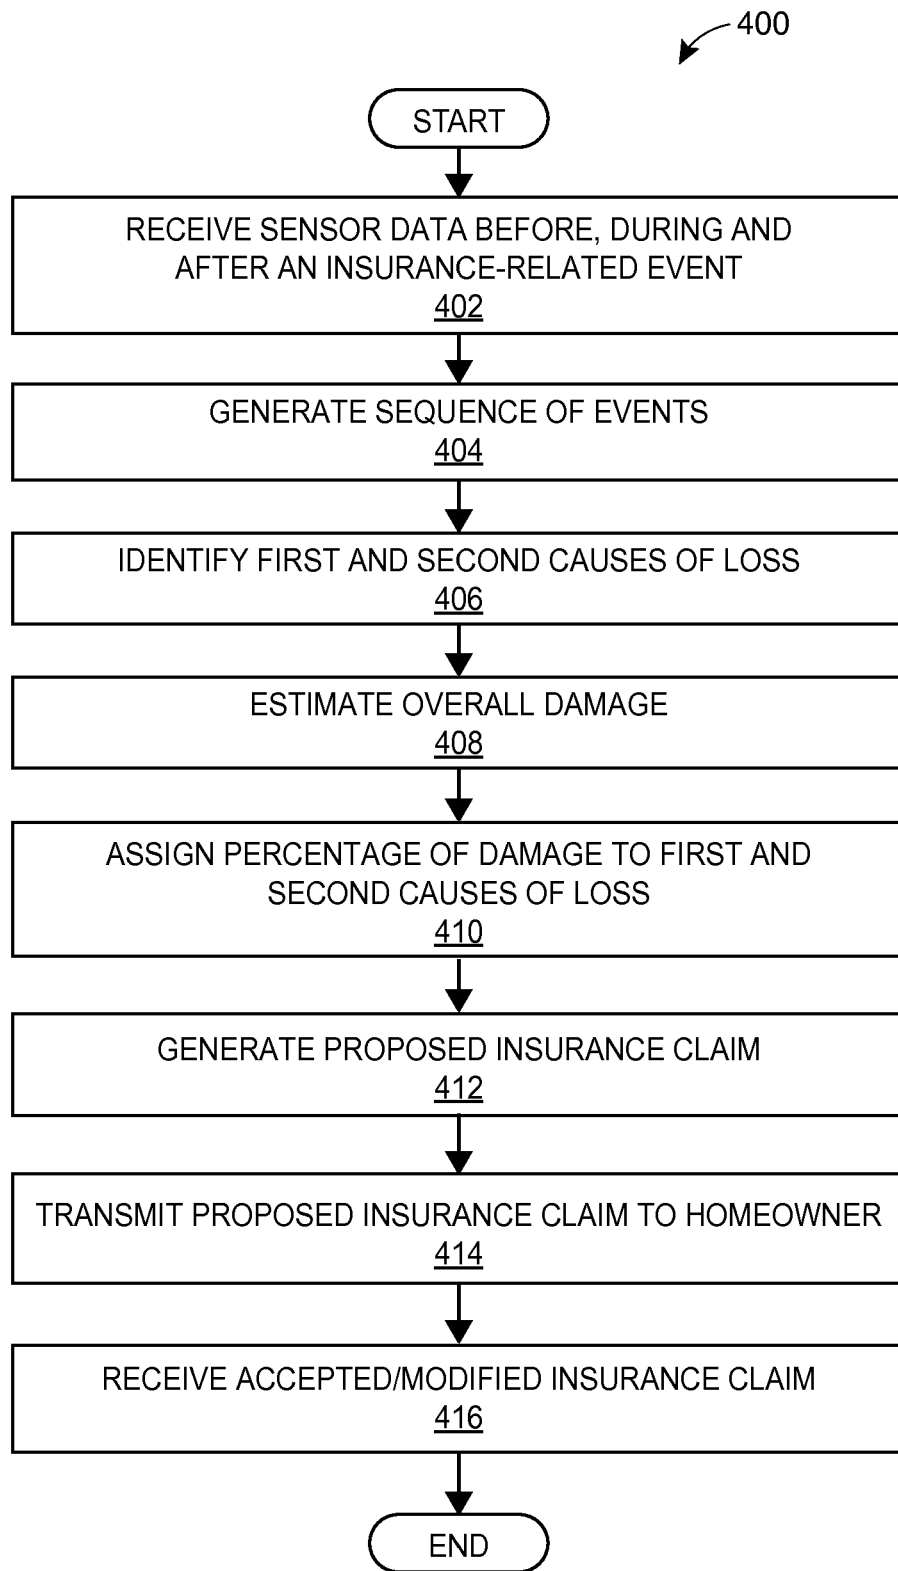 400
START
RECEIVE SENSOR DATA BEFORE, DURING AND
AFTER AN INSURANCE-RELATED EVENT
402
GENERATE SEQUENCE OF EVENTS
404
IDENTIFY FIRST AND SECOND CAUSES OF LOSS
406
ESTIMATE OVERALL DAMAGE
408
ASSIGN PERCENTAGE OF DAMAGE TO FIRST AND
SECOND CAUSES OF LOSS
410
GENERATE PROPOSED INSURANCE CLAIM
412
TRANSMIT PROPOSED INSURANCE CLAIM TO HOMEOWNER
414
RECEIVE ACCEPTED/MODIFIED INSURANCE CLAIM
416
END